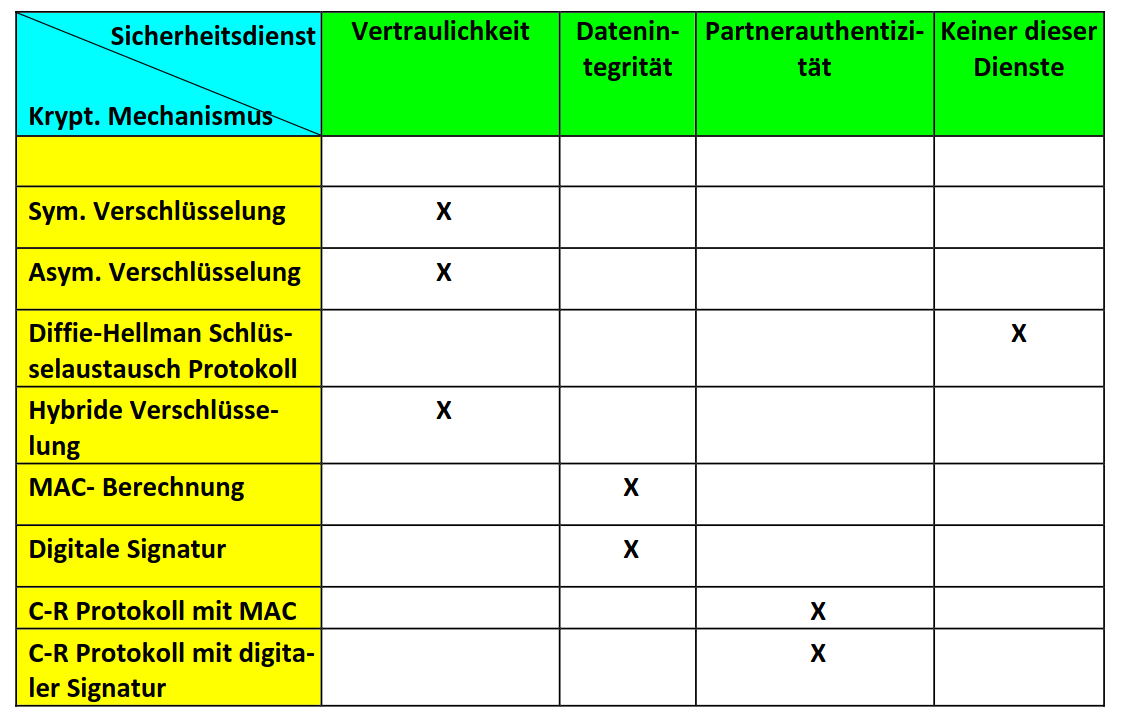 Sicherheitsdienst
Krypt. Mechanismus
Vertraulichkeit
Datenin-
tegrität
Partnerauthentizi-
tät
Keiner dieser
Dienste
Sym. Verschlüsselung
X
Asym. Verschlüsselung
X
Diffie-Hellman Schlüs-
selaustausch Protokoll
X
Hybride Verschlüsse-
lung
X
MAC- Berechnung
X
Digitale Signatur
X
C-R Protokoll mit MAC
X
C-R Protokoll mit digita-
ler Signatur
X